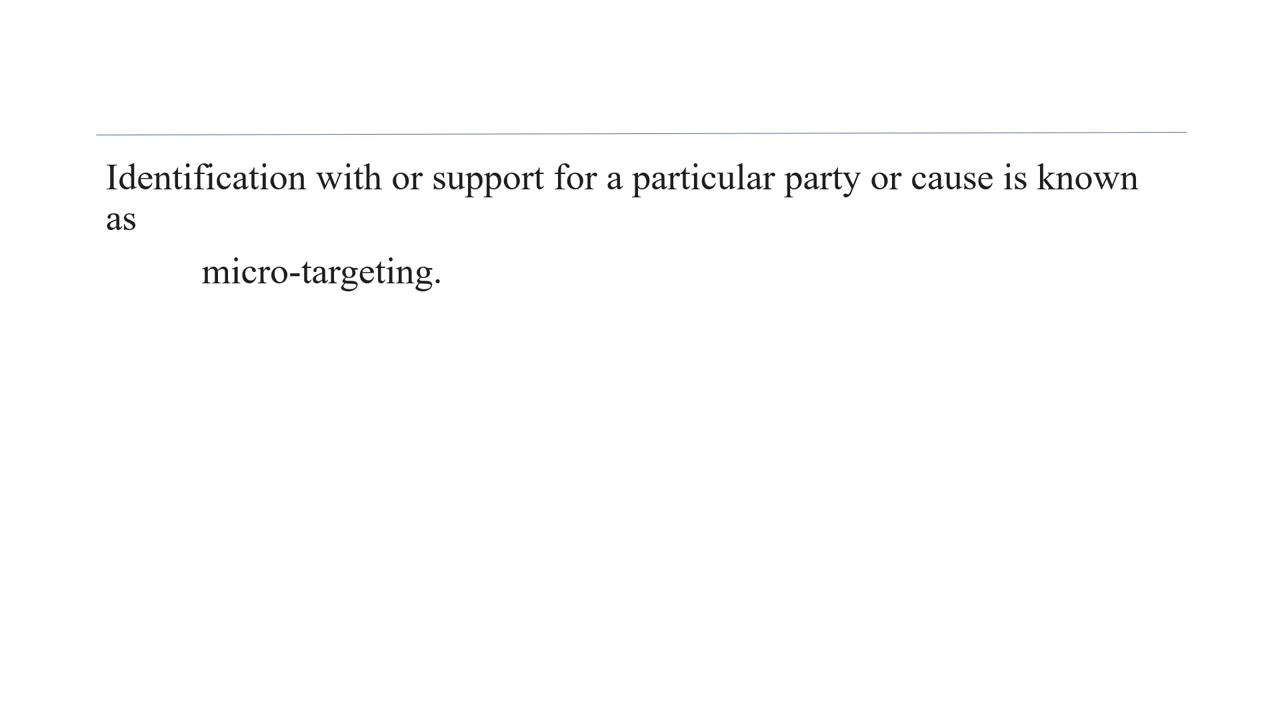 Identification with or support for a particular party or cause is known
as
micro-targeting.